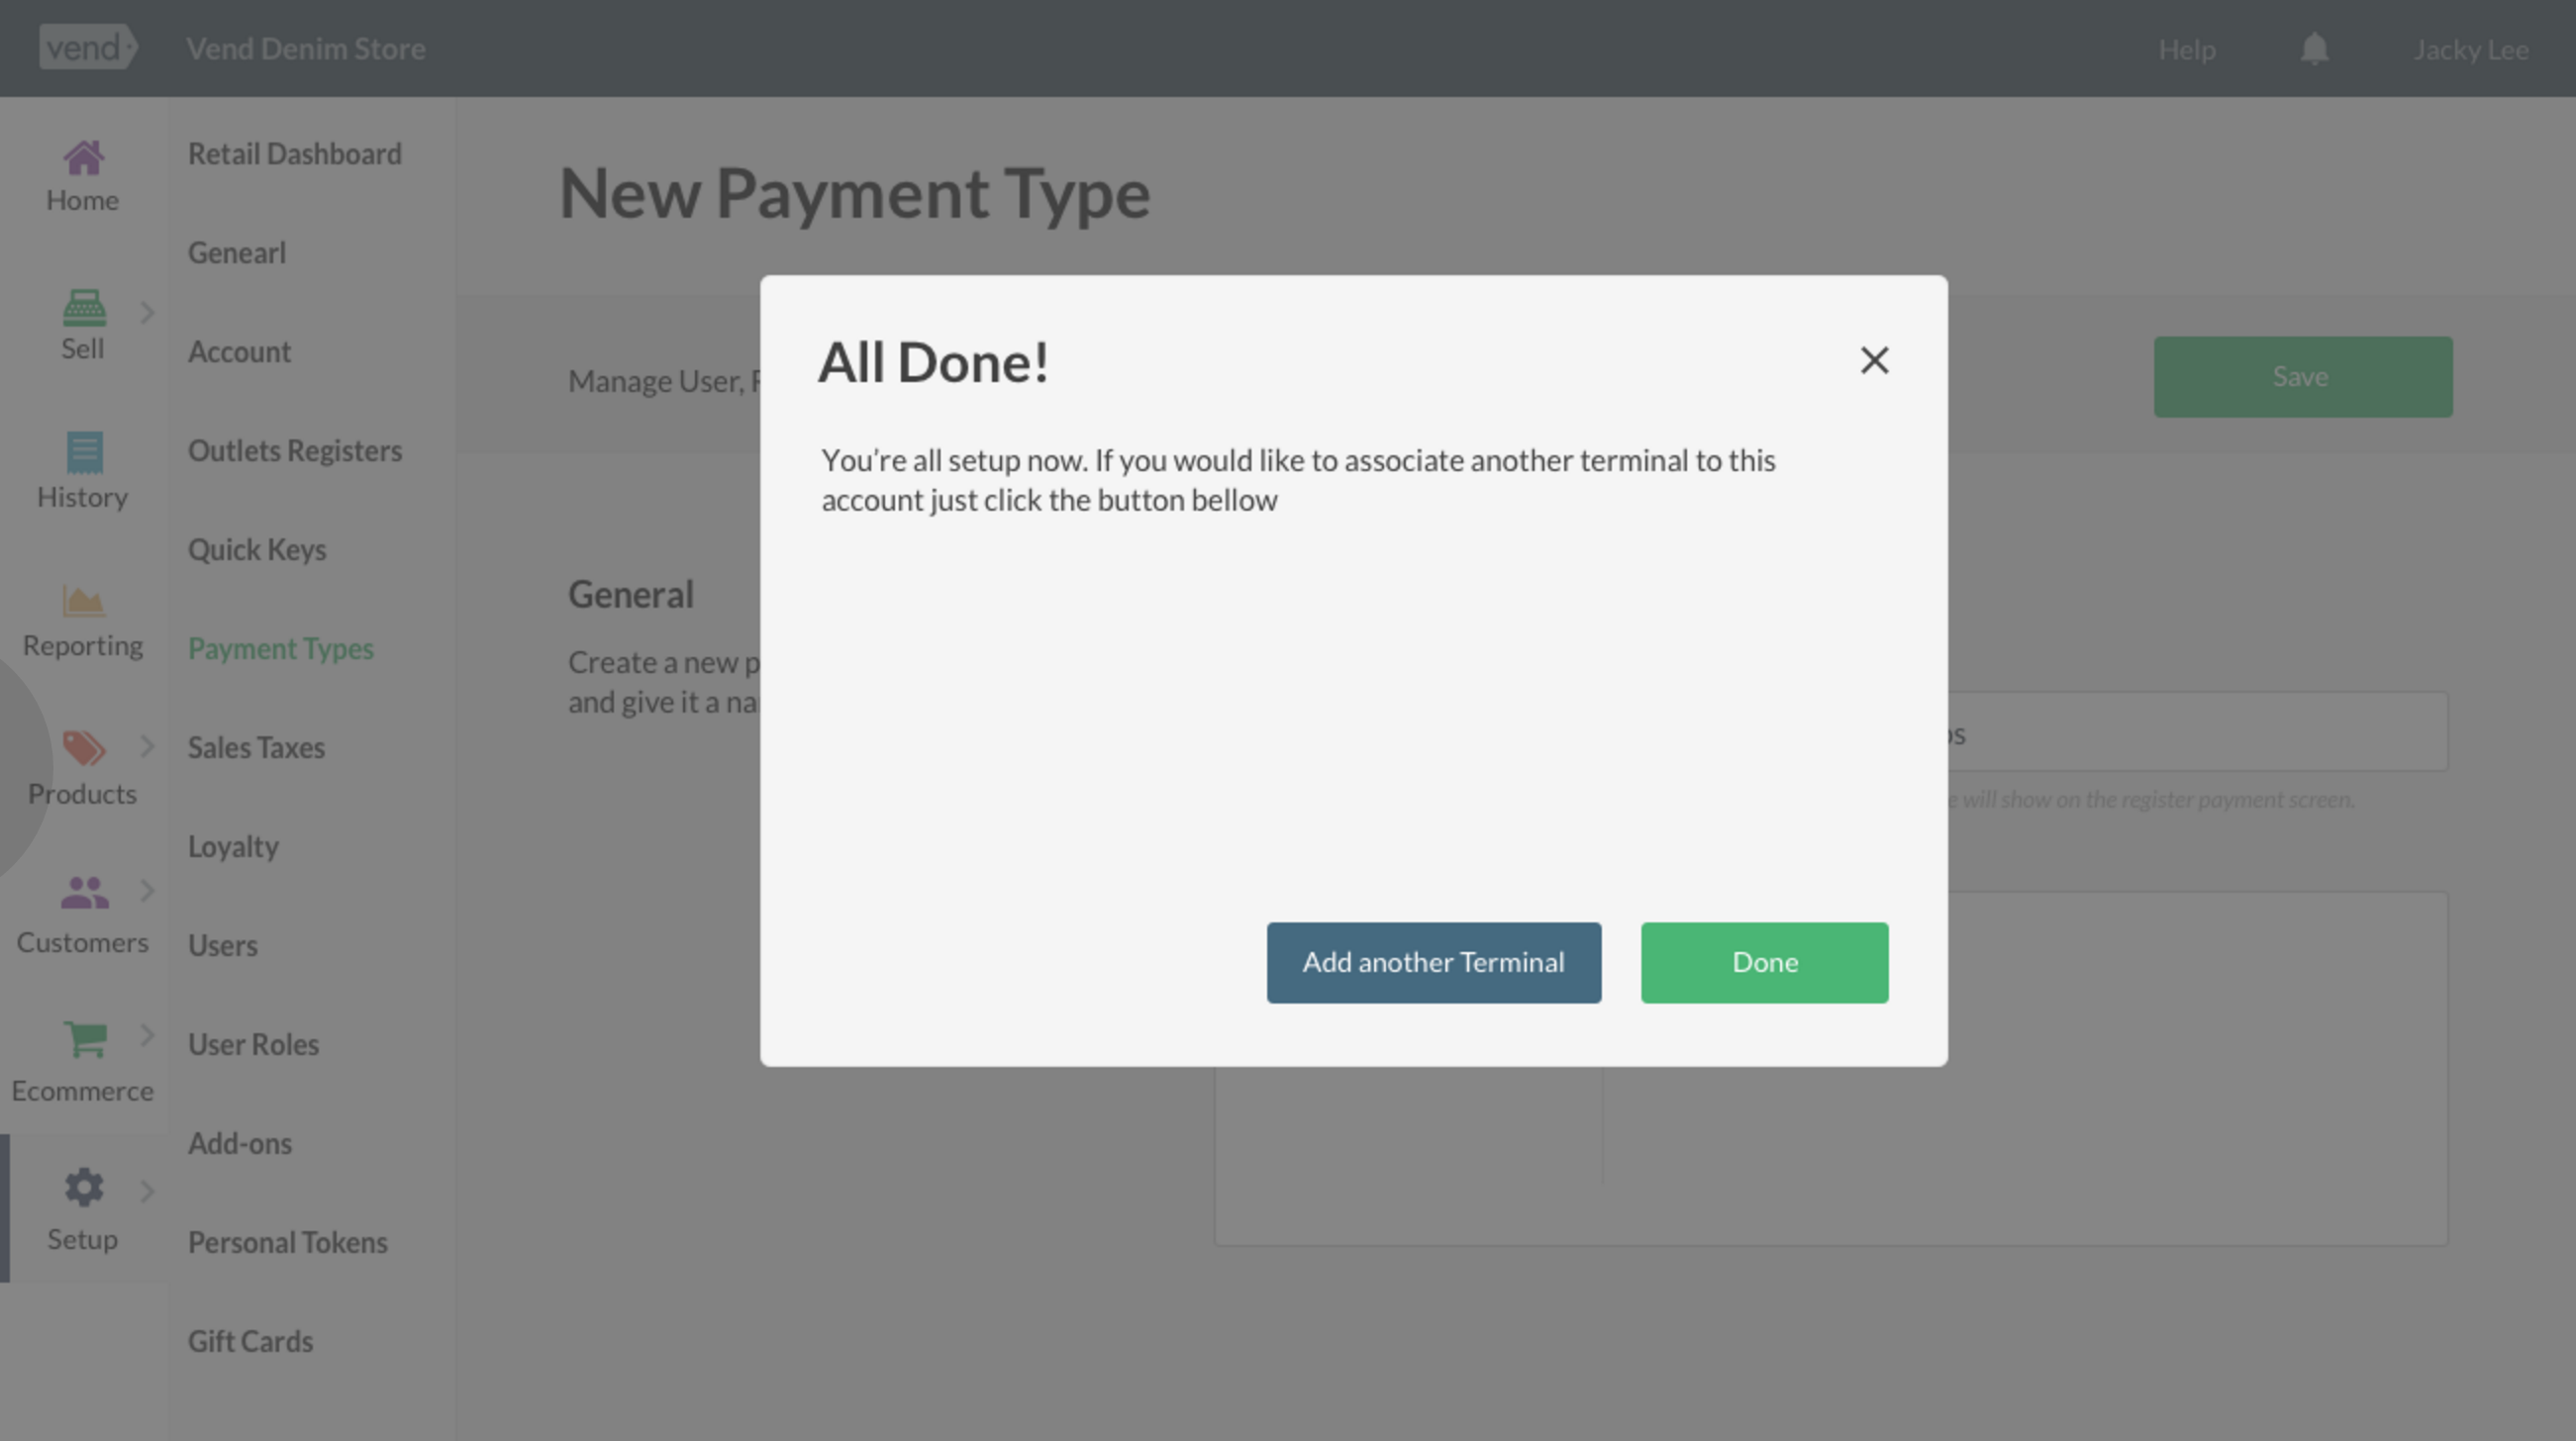 vend
Vend Denim Store
Help
Jacky Lee
Home
Sell
History
Reporting
Products
Customers
Ecommerce
Setup
Retail Dashboard
Genearl
Account
Outlets Registers
Quick Keys
Payment Types
Sales Taxes
Loyalty
Users
User Roles
Add-ons
Personal Tokens
Gift Cards
New Payment Type
Manage User,
Save
General
Create a new
and give it a
will show on the register payment screen.
All Done!
You’re all setup now. If you would like to associate another terminal to this
account just click the button bellow
Add another Terminal
Done